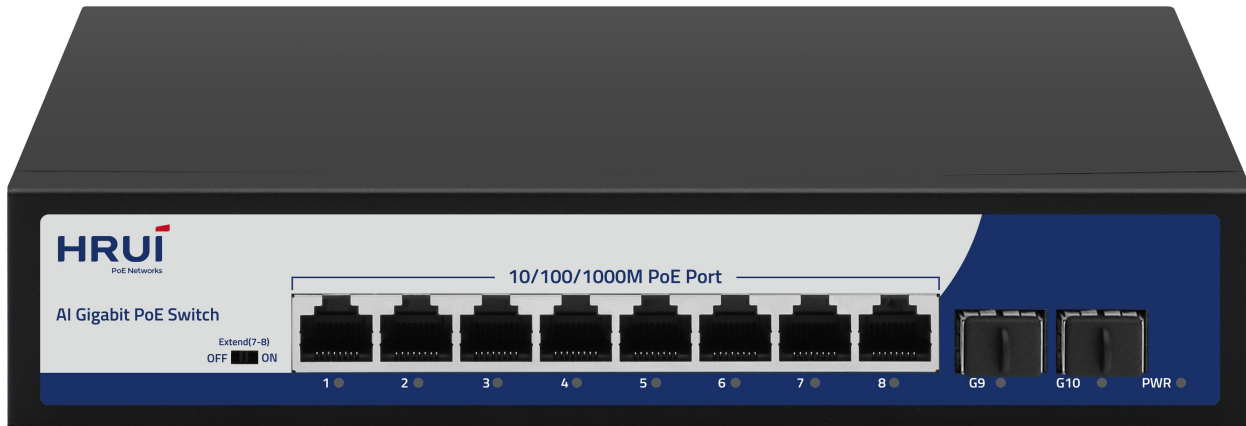 HRUI
PoE Networks
AI Gigabit PoE Switch
Extend(7-8)
OFF ON
10/100/1000M PoE Port
1 2 3 4 5 6 7 8 G9 G10 PWR